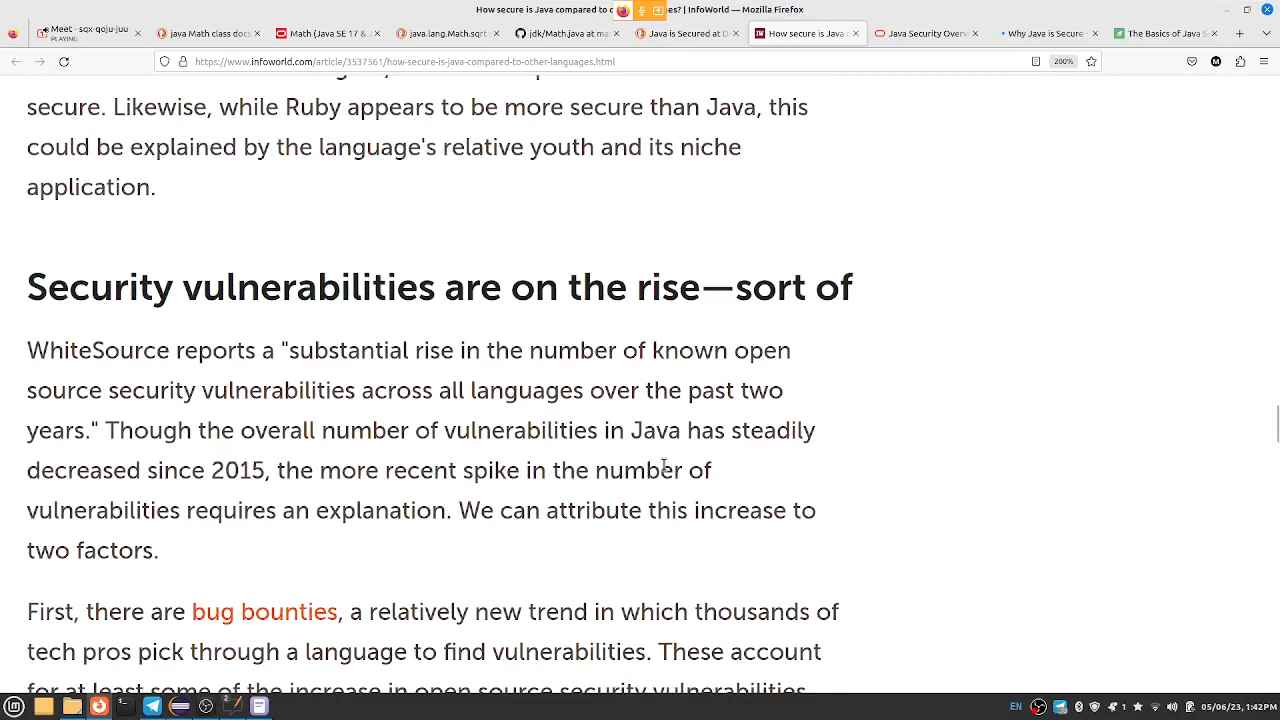 How secure is Java compared to o es? | InfoWorld — Mozilla Firefox
Meet - sqx-qoju-juu
PLAYING
java Math class docs
Math (Java SE 17 &
java.lang.Math.sqrt
jdk/Math.java at ma
Java is Secured at D
How secure is Java c
Java Security Overv
Why Java is Secure -
The Basics of Java S
https://www.infoworld.com/article/3537561/how-secure-is-java-compared-to-other-languages.html
200%
secure. Likewise, while Ruby appears to be more secure than Java, this
could be explained by the language's relative youth and its niche
application.
Security vulnerabilities are on the rise—sort of
WhiteSource reports a "substantial rise in the number of known open
source security vulnerabilities across all languages over the past two
years." Though the overall number of vulnerabilities in Java has steadily
decreased since 2015, the more recent spike in the number of
vulnerabilities requires an explanation. We can attribute this increase to
two factors.
First, there are bug bounties, a relatively new trend in which thousands of
tech pros pick through a language to find vulnerabilities. These account
for at least some of the increase in open source security vulnerabilities
EN
1
05/06/23, 1:42PM